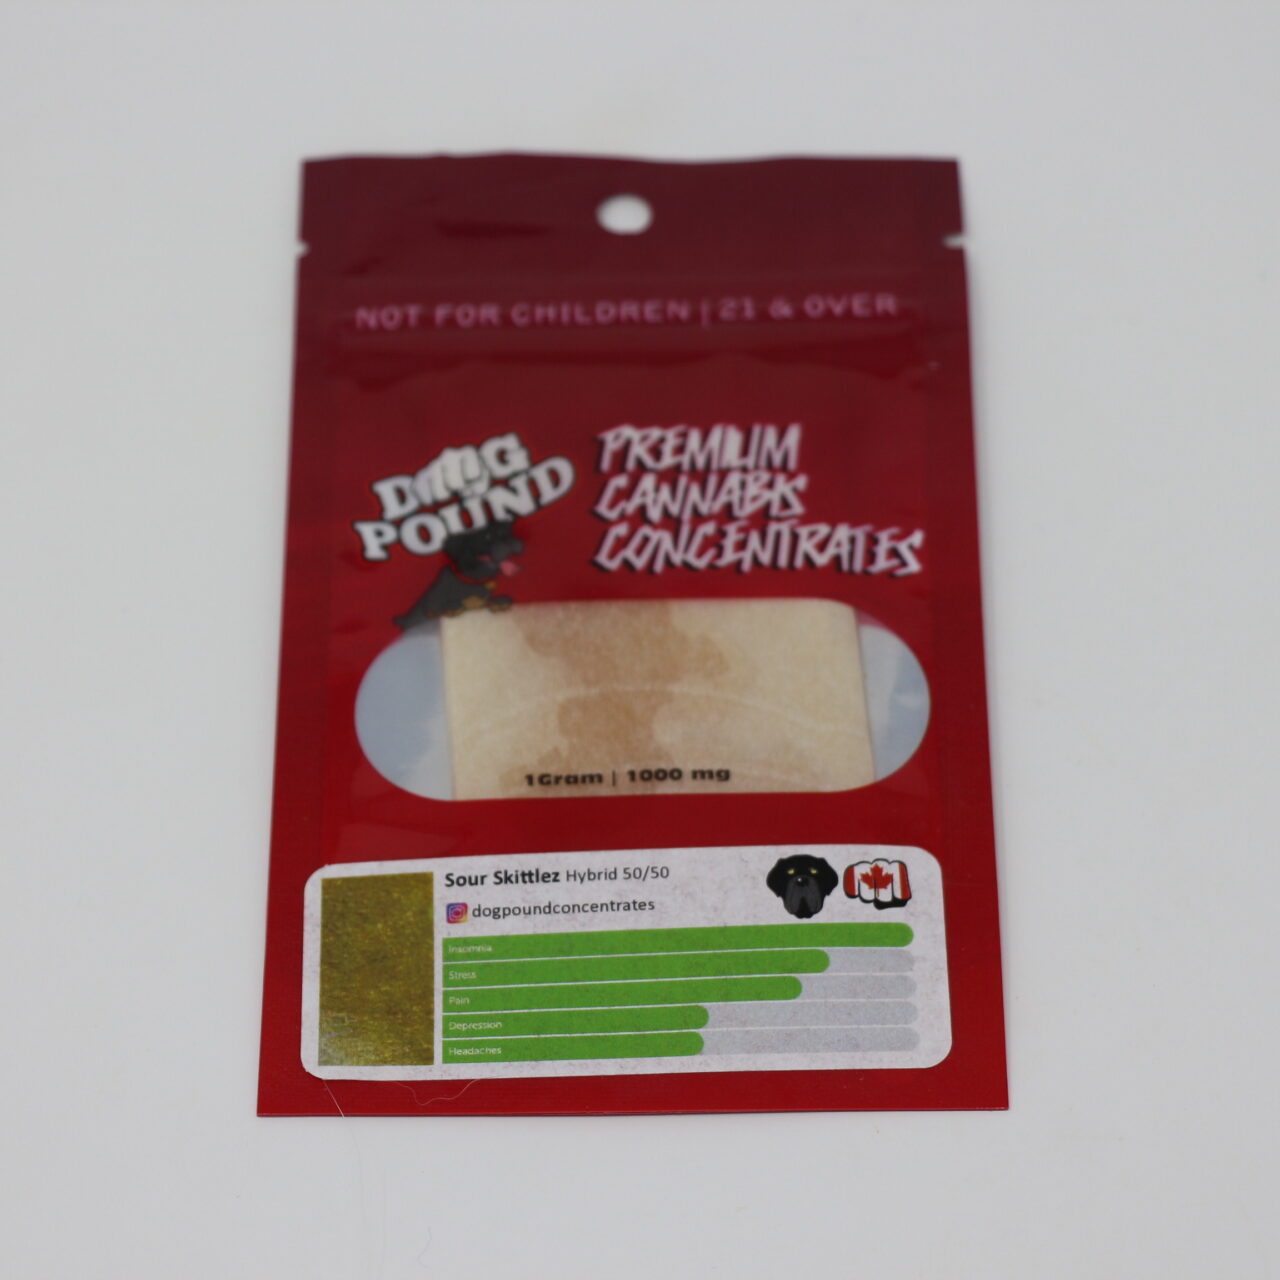 NOT FOR CHILDREN | 21 & OVER
DOG
POUND
PREMIUM
CANNABIS
CONCENTRATES
1Gram | 1000 mg
Sour Skittlez Hybrid 50/50
dogpoundconcentrates
Insomnia
Stress
Pain
Depression
Headaches